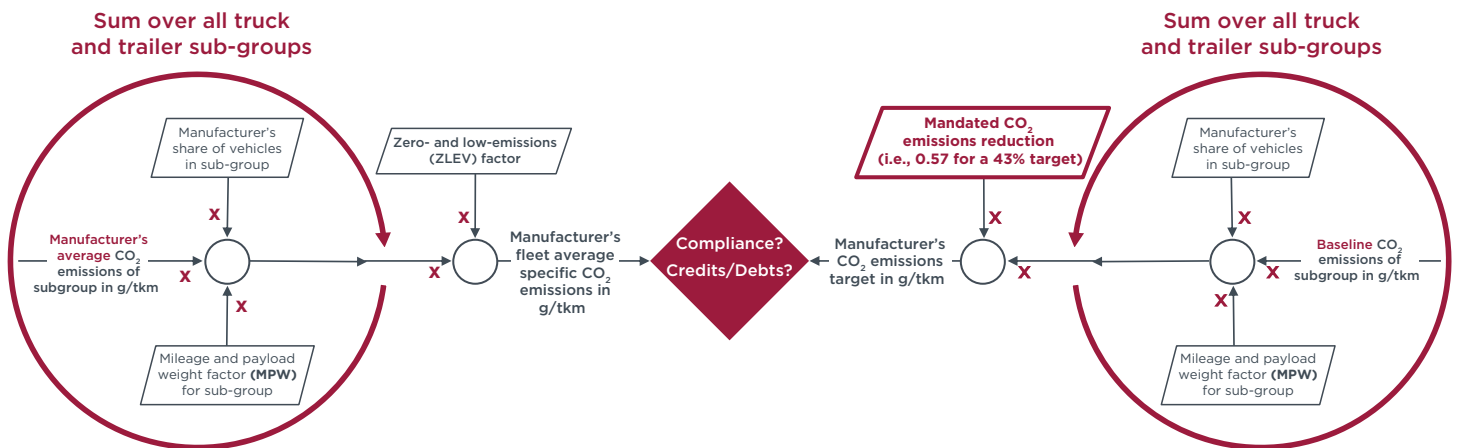 Sum over all truck
and trailer sub-groups
Manufacturer's
share of vehicles
in sub-group
X
Manufacturer's
average CO₂
emissions of
subgroup in g/tkm
X
X
Mileage and payload
weight factor (MPW)
for sub-group
Zero- and low-emissions
(ZLEV) factor
X
X
Manufacturer's
fleet average
specific CO₂
emissions in
g/tkm
Compliance?
Credits/Debts?
Mandated CO₂
emissions reduction
(i.e., 0.57 for a 43% target)
X
Manufacturer's
CO₂ emissions
target in g/tkm
X
Sum over all truck
and trailer sub-groups
Manufacturer's
share of vehicles
in sub-group
X
Baseline CO₂
emissions of
subgroup in g/tkm
X
X
Mileage and payload
weight factor (MPW)
for sub-group